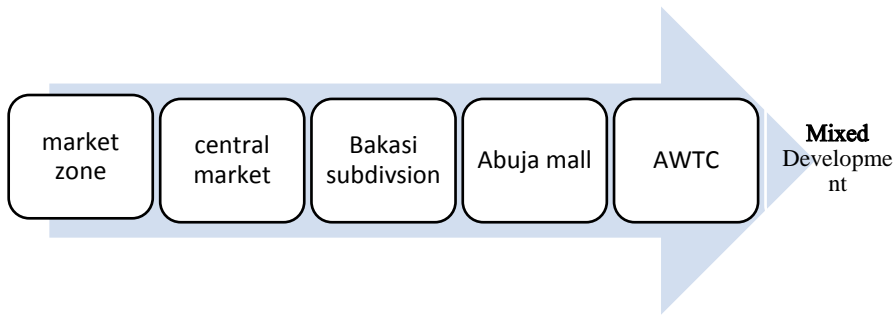 market
zone
central
market
Bakasi
subdivsion
Abuja mall
AWTC
Mixed
Developme
nt